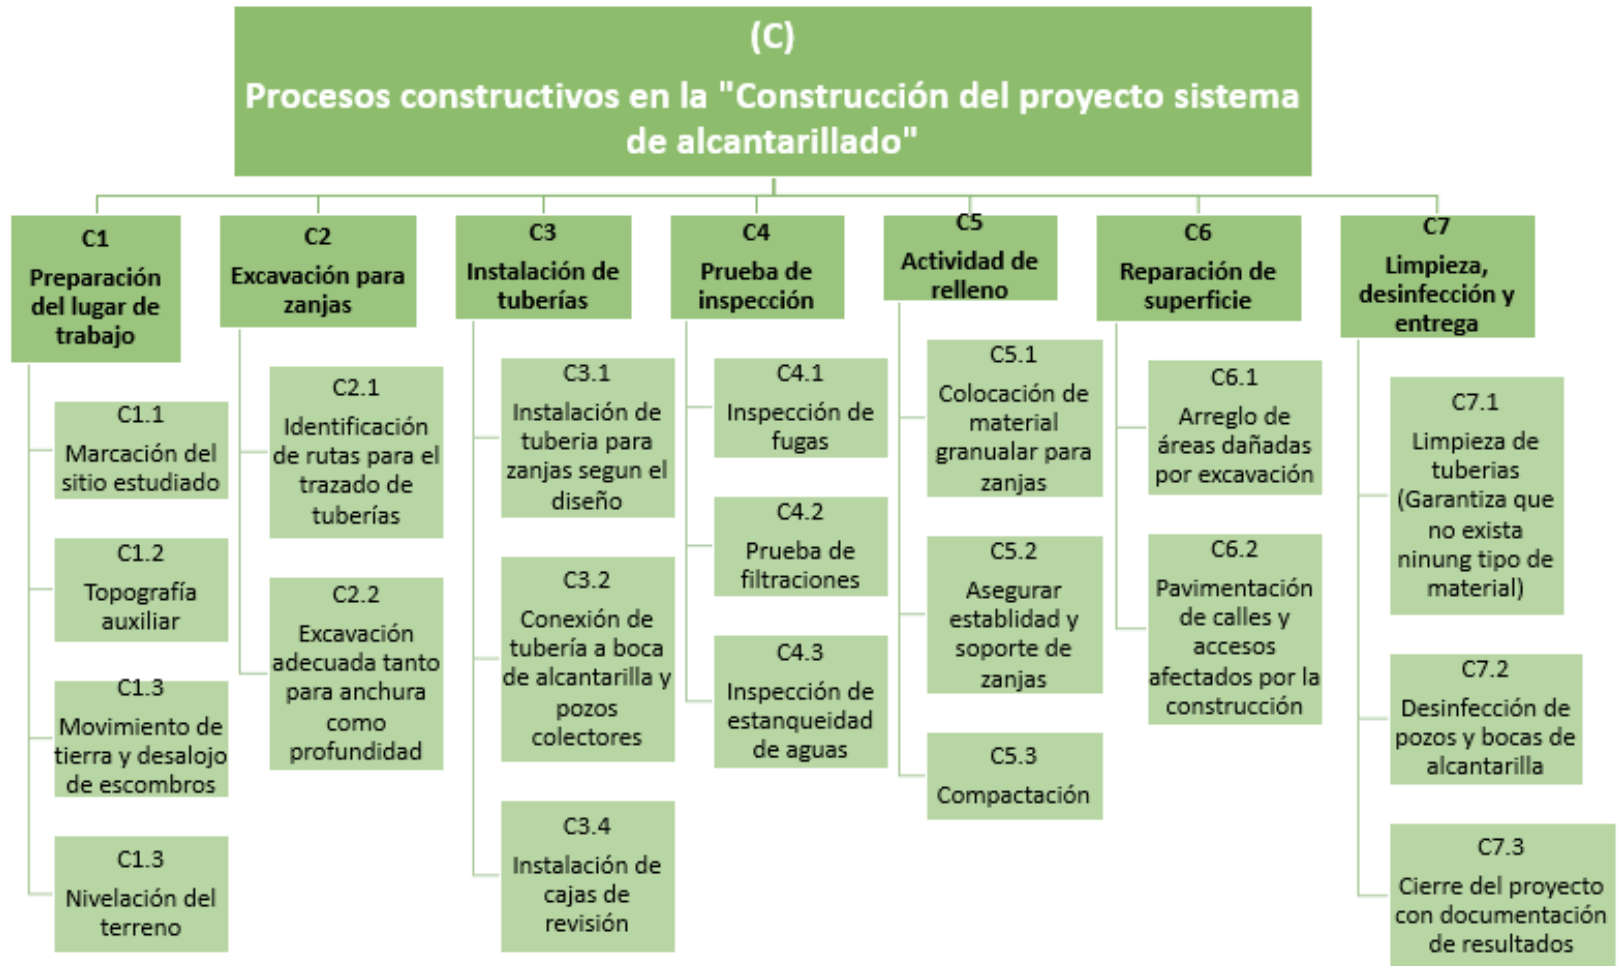 (C)
Procesos constructivos en la "Construcción del proyecto sistema
de alcantarillado"
C1
Preparación
del lugar de
trabajo
C1.1
Marcación del
sitio estudiado
C1.2
Topografía
auxiliar
C1.3
Movimiento de
tierra y desalojo
de escombros
C1.3
Nivelación del
terreno
C2
Excavación para
zanjas
C2.1
Identificación
de rutas para el
trazado de
tuberías
C2.2
Excavación
adecuada tanto
para anchura
como
profundidad
C3
Instalación de
tuberías
C3.1
Instalación de
tuberia para
zanjas segun el
diseño
C3.2
Conexión de
tubería a boca
de alcantarilla y
pozos
colectores
C3.4
Instalación de
cajas de
revisión
C4
Prueba de
inspección
C4.1
Inspección de
fugas
C4.2
Prueba de
filtraciones
C4.3
Inspección de
estanqueidad
de aguas
C5
Actividad de
relleno
C5.1
Colocación de
material
granualar para
zanjas
C5.2
Asegurar
establidad y
soporte de
zanjas
C5.3
Compactación
C6
Reparación de
superficie
C6.1
Arreglo de
áreas dañadas
por excavación
C6.2
Pavimentación
de calles y
accesos
afectados por la
construcción
C7
Limpieza,
desinfección y
entrega
C7.1
Limpieza de
tuberias
(Garantiza que
no exista
ninung tipo de
material)
C7.2
Desinfección de
pozos y bocas de
alcantarilla
C7.3
Cierre del proyecto
con documentación
de resultados